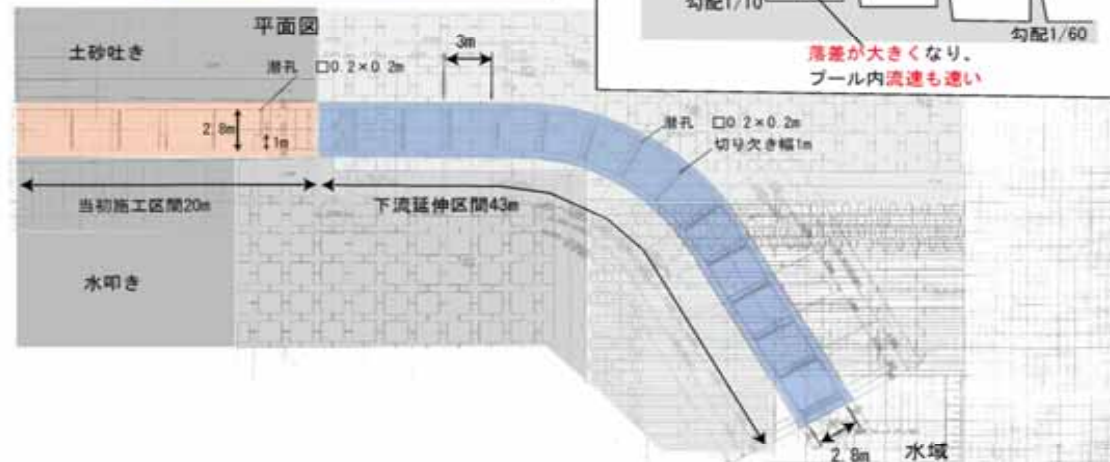 勾配1/10
勾配1/60
落差が大きくなり、
プール内流速も速い
平面図
土砂吐き
3m
潜孔 □0.2×0.2m
2.8m
1m
潜孔 □0.2×0.2m
切り欠き幅1m
当初施工区間20m
下流延伸区間43m
水叩き
2.8m
水域